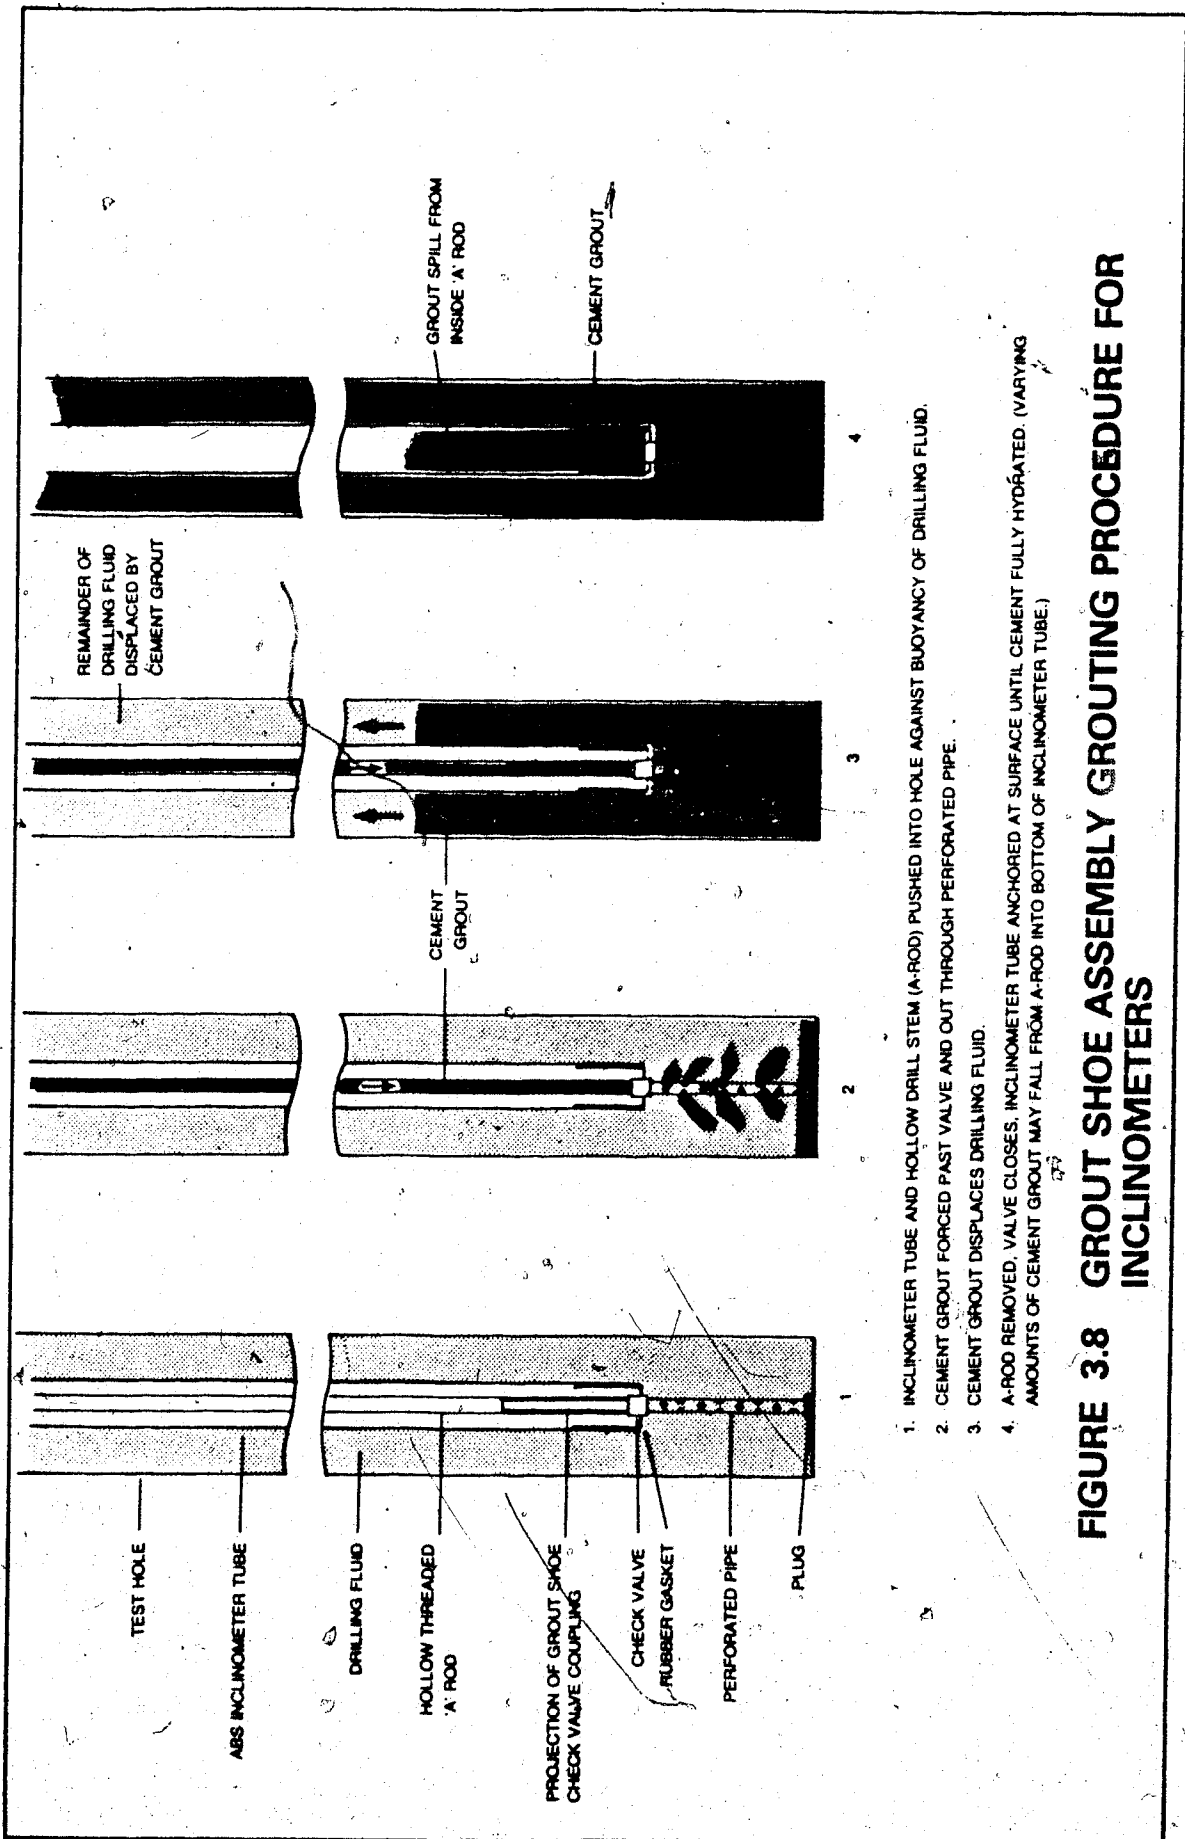 TEST HOLE
ABS INCLINOMETER TUBE
DRILLING FLUID
HOLLOW THREADED
'A' ROD
PROJECTION OF GROUT SHOE
CHECK VALVE COUPLING
CHECK VALVE
RUBBER GASKET
PERFORATED PIPE
PLUG
CEMENT
GROUT
REMAINDER OF
DRILLING FLUID
DISPLACED BY
CEMENT GROUT
GROUT SPILL FROM
INSIDE 'A' ROD
CEMENT GROUT
1
2
3
4
1. INCLINOMETER TUBE AND HOLLOW DRILL STEM (A-ROD) PUSHED INTO HOLE AGAINST BUOYANCY OF DRILLING FLUID.
2. CEMENT GROUT FORCED PAST VALVE AND OUT THROUGH PERFORATED PIPE.
3. CEMENT GROUT DISPLACES DRILLING FLUID.
4. A-ROD REMOVED, VALVE CLOSES, INCLINOMETER TUBE ANCHORED AT SURFACE UNTIL CEMENT FULLY HYDRATED. (VARYING
AMOUNTS OF CEMENT GROUT MAY FALL FROM A-ROD INTO BOTTOM OF INCLINOMETER TUBE.)
FIGURE 3.8 GROUT SHOE ASSEMBLY GROUTING PROCEDURE FOR
INCLINOMETERS